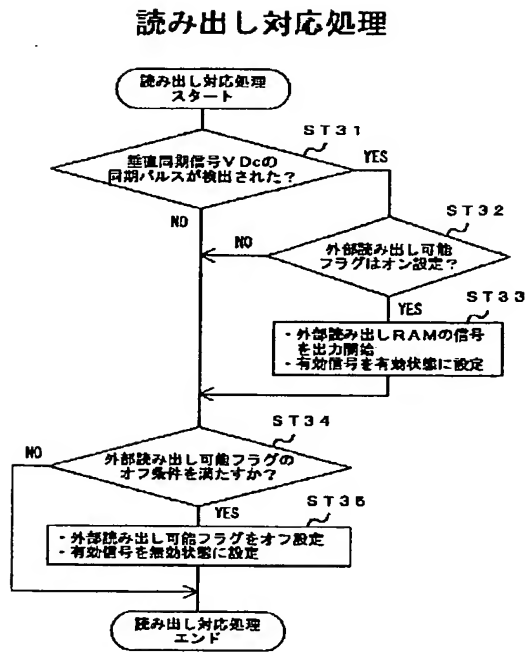 読み出し対応処理
読み出し対応処理
スタート
ST31
垂直同期信号VDcの
同期パルスが検出された？
YES
NO
ST32
外部読み出し可能
フラグはオン設定？
NO
YES
ST33
・外部読み出しRAMの信号
を出力開始
・有効信号を有効状態に設定
ST34
外部読み出し可能フラグの
オフ条件を満たすか？
NO
YES
ST35
・外部読み出し可能フラグをオフ設定
・有効信号を無効状態に設定
読み出し対応処理
エンド